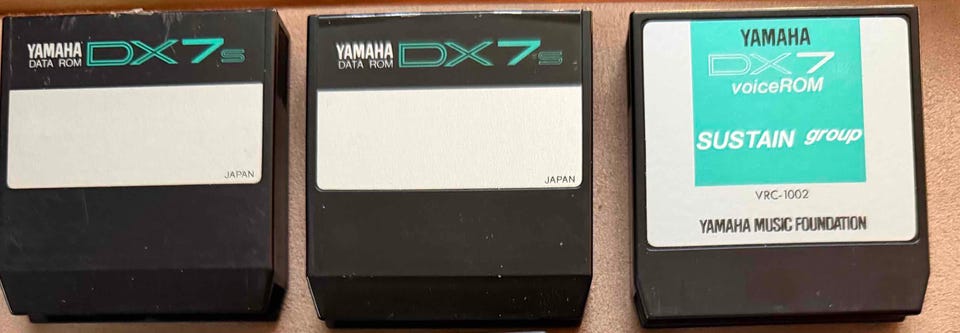 YAMAHA DX7s
DATA ROM
JAPAN
YAMAHA DX7s
DATA ROM
JAPAN
YAMAHA
DX7
voiceROM
SUSTAIN group
VRC-1002
YAMAHA MUSIC FOUNDATION